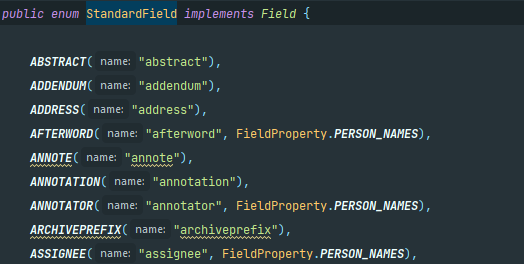 public enum StandardField implements Field {
ABSTRACT( name: "abstract"),
ADDENDUM( name: "addendum"),
ADDRESS( name: "address"),
AFTERWORD( name: "afterword", FieldProperty.PERSON_NAMES),
ANNOTE( name: "annote"),
ANNOTATION( name: "annotation"),
ANNOTATOR( name: "annotator", FieldProperty.PERSON_NAMES),
ARCHIVEPREFIX( name: "archiveprefix"),
ASSIGNEE( name: "assignee", FieldProperty.PERSON_NAMES),